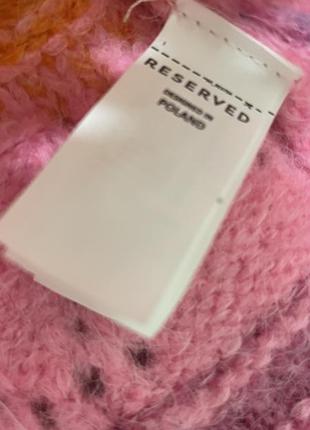 RESERVED
DESIGNED IN
POLAND